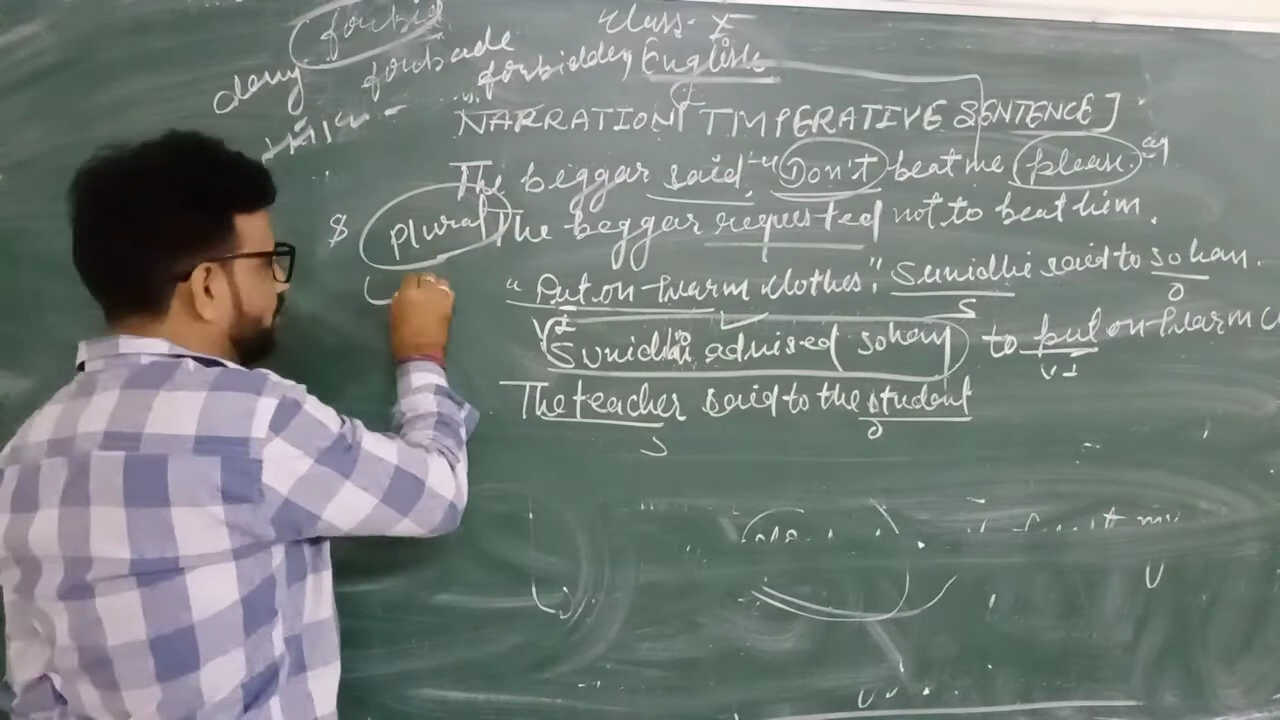 forbid
Class- X
deny forbade
forbidden, English
NARRATION [IMPERATIVE SENTENCE]
The beggar said, "Don't beat me please."
$ plural The beggar requested not to beat him.
"Put on warm clothes". Sunidhi said to sohan.
S O
V I
Sunidhi advised sohan to put on warm
V I
The teacher said to the student
S O